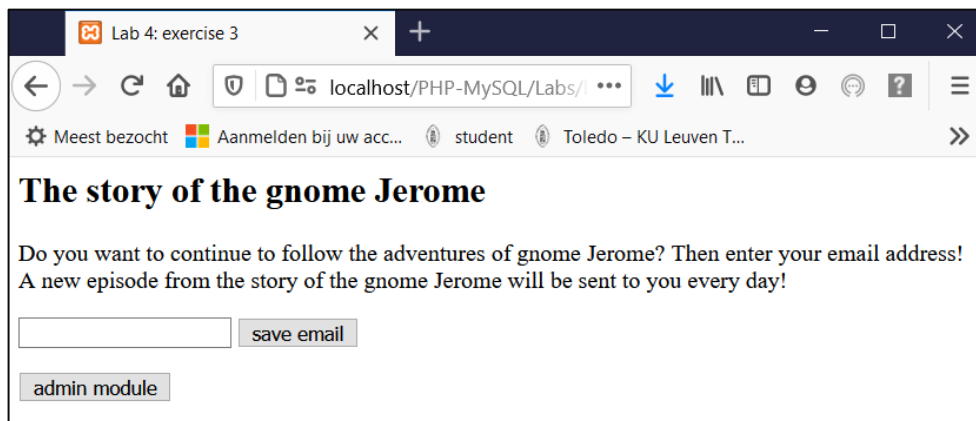 Lab 4: exercise 3
localhost/PHP-MySQL/Labs/
Meest bezocht Aanmelden bij uw acc... student Toledo – KU Leuven T...
The story of the gnome Jerome
Do you want to continue to follow the adventures of gnome Jerome? Then enter your email address!
A new episode from the story of the gnome Jerome will be sent to you every day!
save email
admin module